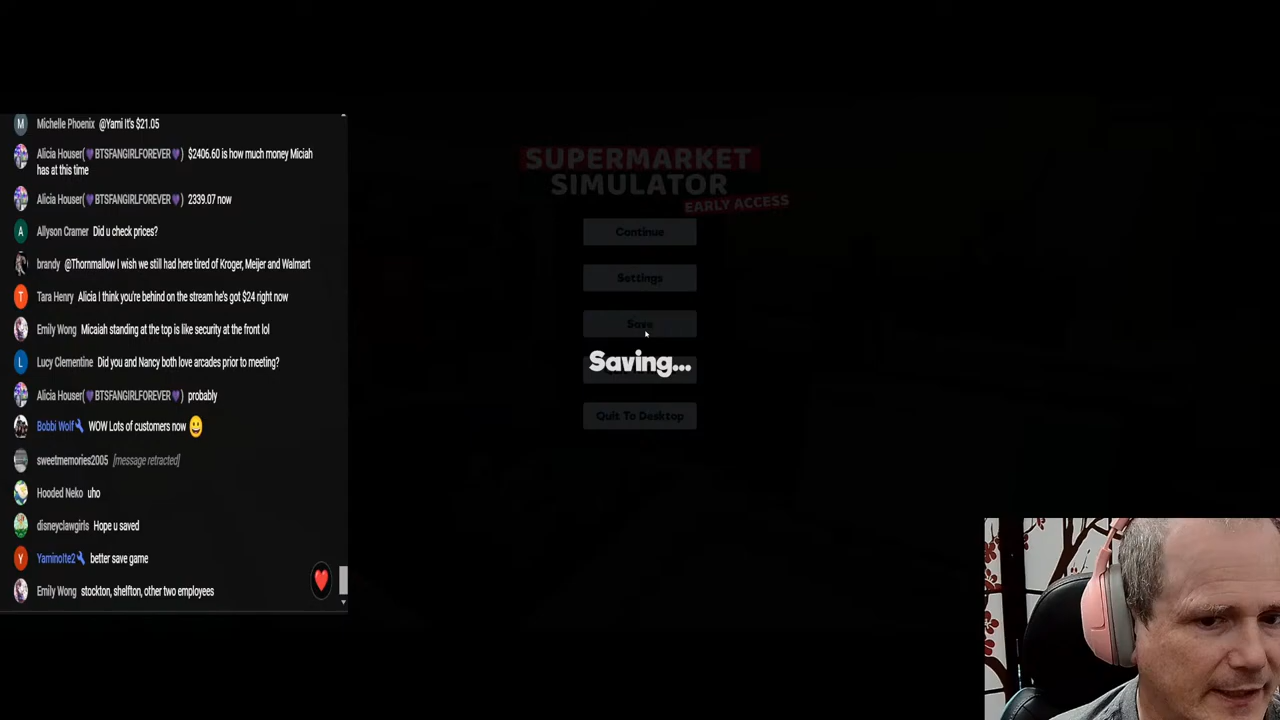 M Michelle Phoenix @Yami It's $21.05
Alicia Houser(💜BTSFANGIRLFOREVER💜) $2406.60 is how much money Miciah
has at this time
Alicia Houser(💜BTSFANGIRLFOREVER💜) 2339.07 now
A Allyson Cramer Did u check prices?
brandy @Thornmallow I wish we still had here tired of Kroger, Meijer and Walmart
T Tara Henry Alicia I think you're behind on the stream he's got $24 right now
Emily Wong Micaiah standing at the top is like security at the front lol
L Lucy Clementine Did you and Nancy both love arcades prior to meeting?
Alicia Houser(💜BTSFANGIRLFOREVER💜) probably
Bobbi Wolf🔧 WOW Lots of customers now 😀
sweetmemories2005 [message retracted]
Hooded Neko uho
disneyclawgirls Hope u saved
Y Yaminolte2🔧 better save game
Emily Wong stockton, shelfton, other two employees
SUPERMARKET
SIMULATOR
EARLY ACCESS
Continue
Settings
Save
Saving...
Quit To Desktop